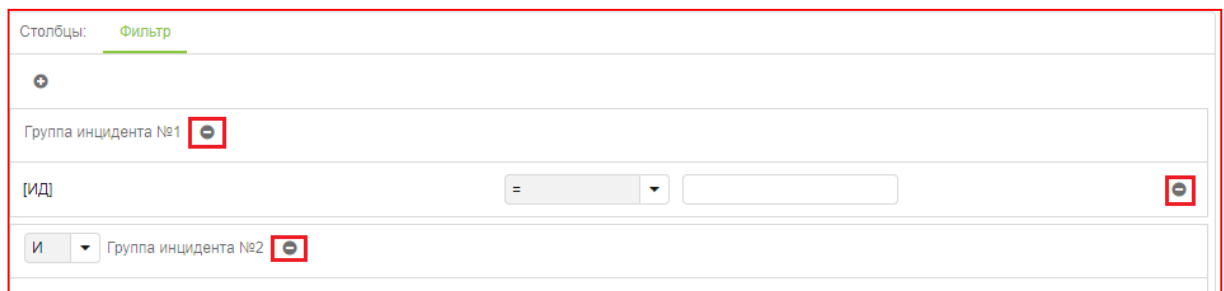 Столбцы: Фильтр
Группа инцидента №1
[ИД] =
И Группа инцидента №2